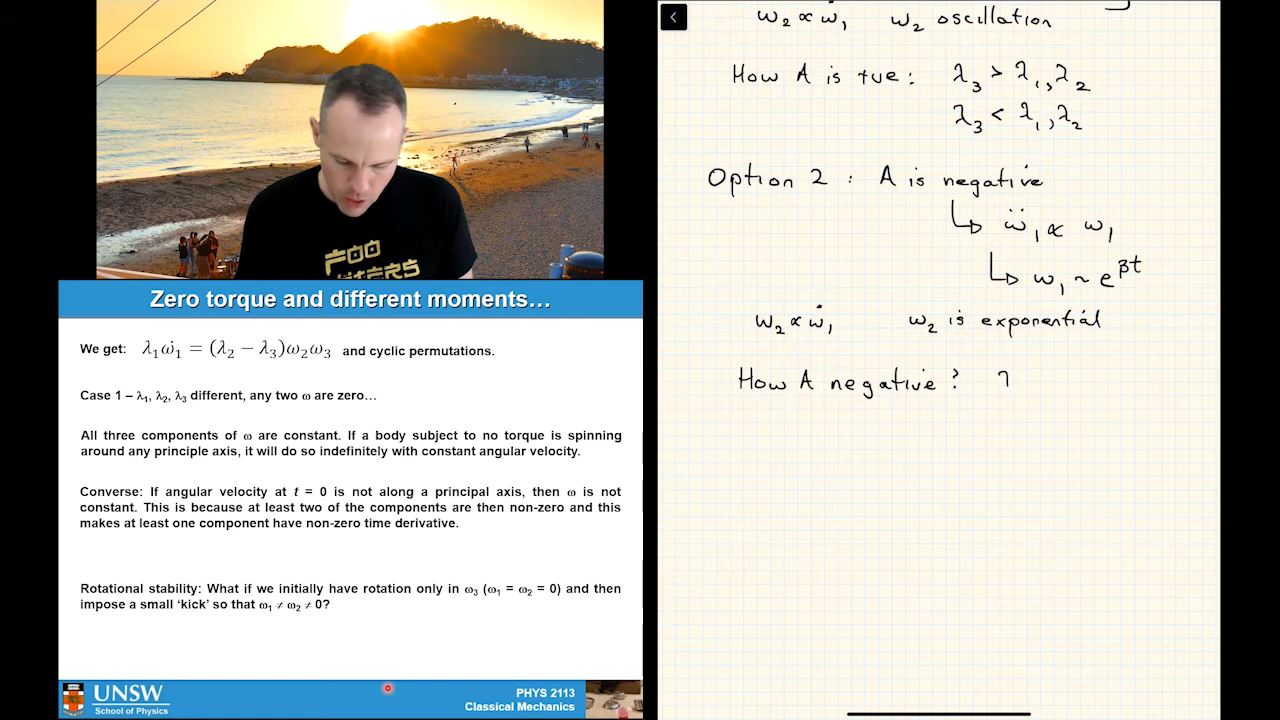 FOO
Zero torque and different moments…
We get: λ₁ω̇₁ = (λ₂ − λ₃)ω₂ω₃ and cyclic permutations.
Case 1 – λ₁, λ₂, λ₃ different, any two ω are zero…
All three components of ω are constant. If a body subject to no torque is spinning
around any principle axis, it will do so indefinitely with constant angular velocity.
Converse: If angular velocity at t = 0 is not along a principal axis, then ω is not
constant. This is because at least two of the components are then non-zero and this
makes at least one component have non-zero time derivative.
Rotational stability: What if we initially have rotation only in ω₃ (ω₁ = ω₂ = 0) and then
impose a small ‘kick’ so that ω₁ ≠ ω₂ ≠ 0?
UNSW
School of Physics
PHYS 2113
Classical Mechanics
ω₂ ∝ ω̇₁ ω₂ oscillation
How A is +ve: λ₃ > λ₁, λ₂
λ₃ < λ₁, λ₂
Option 2 : A is negative
↳ ω̈₁ ∝ ω₁
↳ ω₁ ~ e^βt
ω₂ ∝ ω̇₁ ω₂ is exponential
How A negative ?